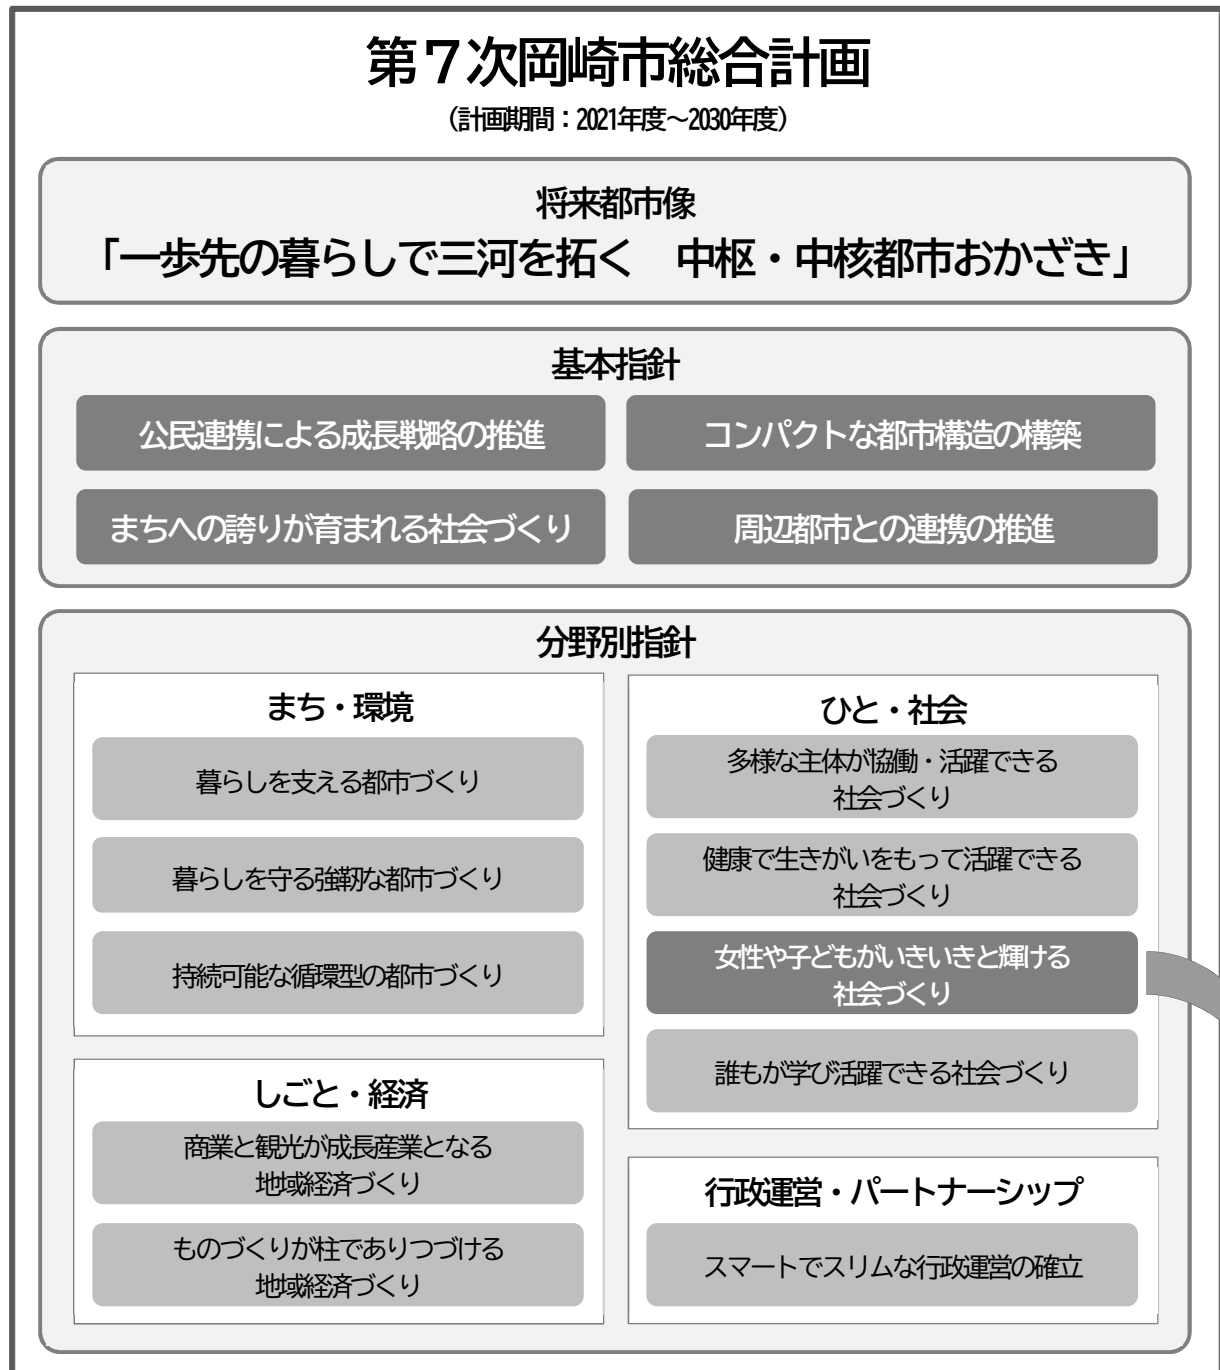 第７次岡崎市総合計画
（計画期間：2021年度～2030年度）
将来都市像
「一歩先の暮らしで三河を拓く　中枢・中核都市おかざき」
基本指針
公民連携による成長戦略の推進
コンパクトな都市構造の構築
まちへの誇りが育まれる社会づくり
周辺都市との連携の推進
分野別指針
まち・環境
暮らしを支える都市づくり
暮らしを守る強靭な都市づくり
持続可能な循環型の都市づくり
ひと・社会
多様な主体が協働・活躍できる
社会づくり
健康で生きがいをもって活躍できる
社会づくり
女性や子どもがいきいきと輝ける
社会づくり
誰もが学び活躍できる社会づくり
しごと・経済
商業と観光が成長産業となる
地域経済づくり
ものづくりが柱でありつづける
地域経済づくり
行政運営・パートナーシップ
スマートでスリムな行政運営の確立